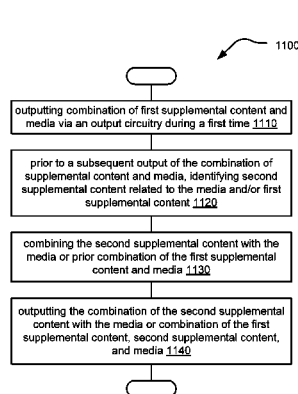 1100
outputting combination of first supplemental content and
media via an output circuitry during a first time 1110
prior to a subsequent output of the combination of
supplemental content and media, identifying second
supplemental content related to the media and/or first
supplemental content 1120
combining the second supplemental content with the
media or prior combination of the first supplemental
content and media 1130
outputting the combination of the second supplemental
content with the media or combination of the first
supplemental content, second supplemental content,
and media 1140